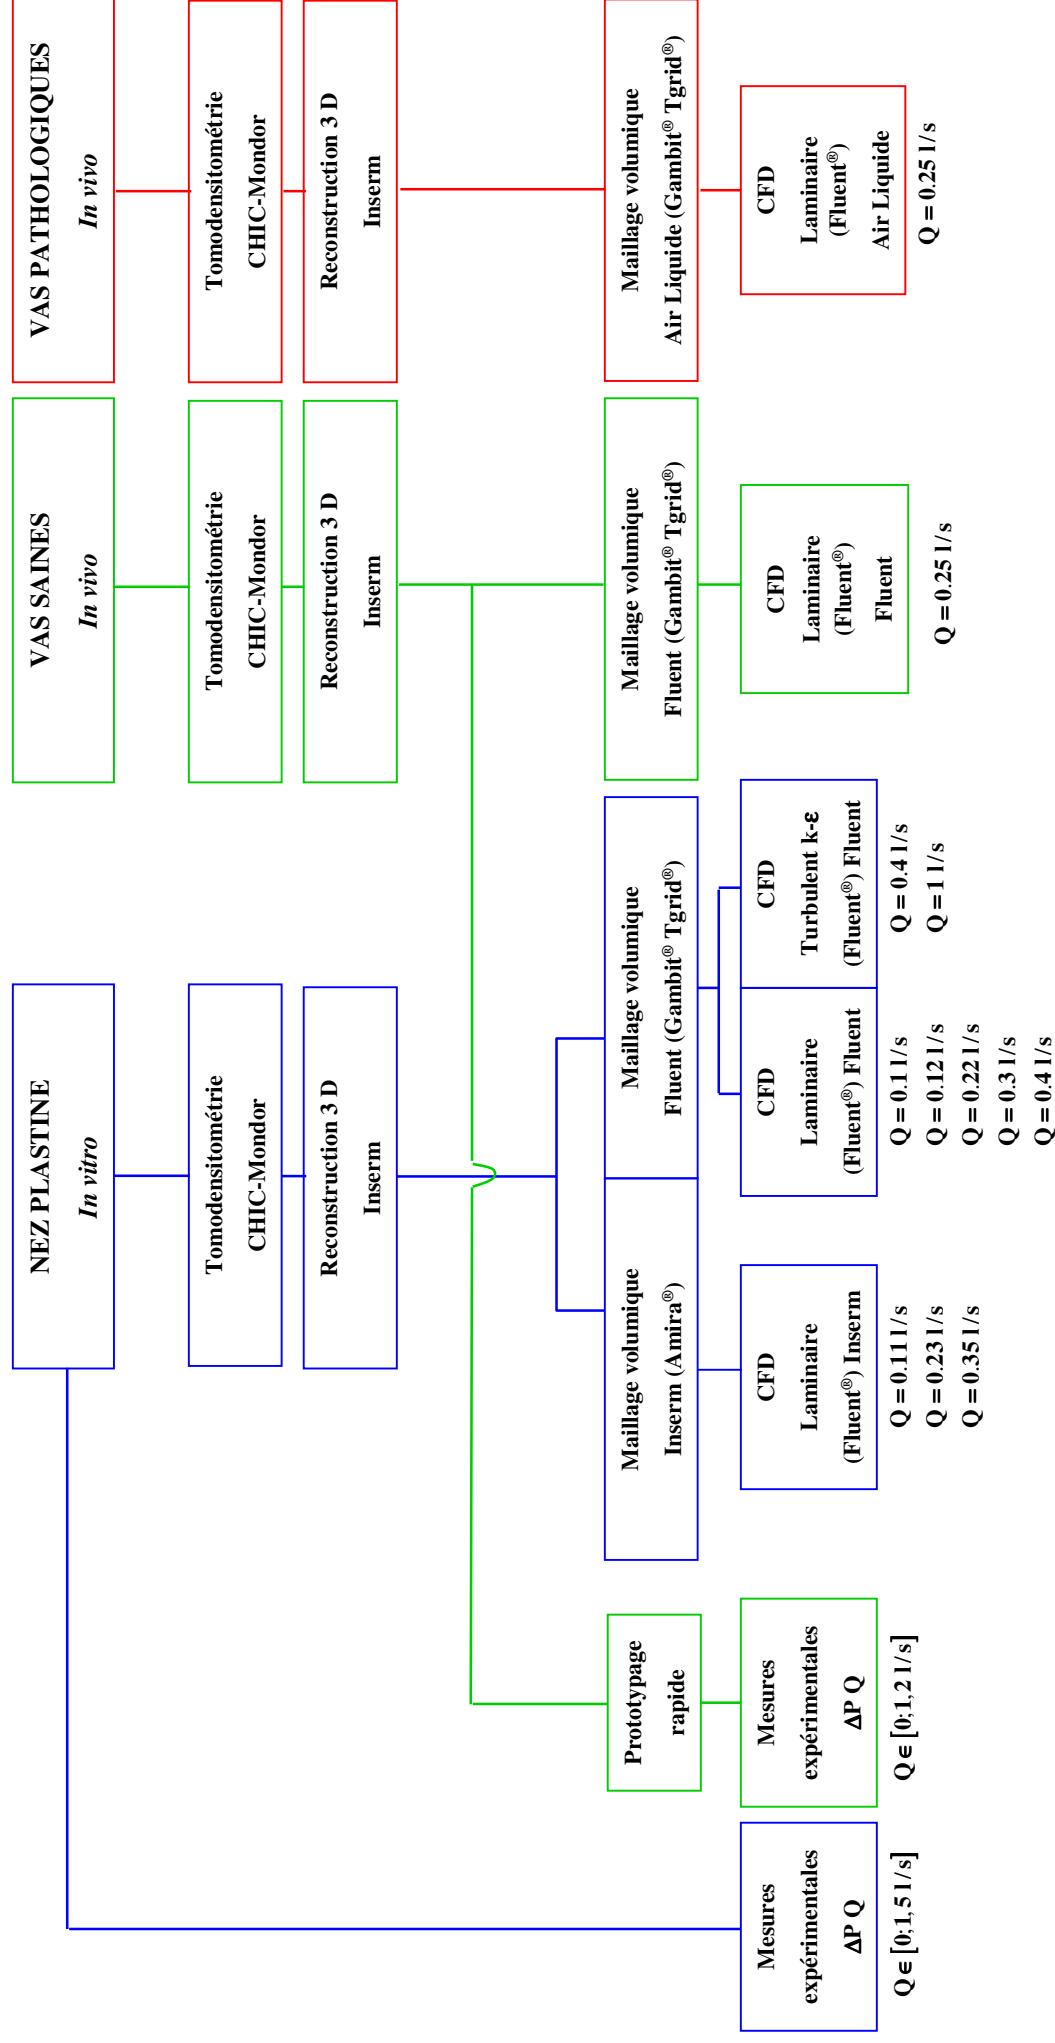 NEZ PLASTINE
In vitro
VAS SAINES
In vivo
VAS PATHOLOGIQUES
In vivo
Tomodensitométrie
CHIC-Mondor
Tomodensitométrie
CHIC-Mondor
Tomodensitométrie
CHIC-Mondor
Reconstruction 3 D
Inserm
Reconstruction 3 D
Inserm
Reconstruction 3 D
Inserm
Prototypage
rapide
Maillage volumique
Inserm (Amira®)
Maillage volumique
Fluent (Gambit® Tgrid®)
Maillage volumique
Fluent (Gambit® Tgrid®)
Maillage volumique
Air Liquide (Gambit® Tgrid®)
Mesures
expérimentales
ΔP Q
Q ∈ [0;1,5 l / s]
Mesures
expérimentales
ΔP Q
Q ∈ [0;1,2 l / s]
CFD
Laminaire
(Fluent®) Inserm
Q = 0.11 l / s
Q = 0.23 l / s
Q = 0.35 l / s
CFD
Laminaire
(Fluent®) Fluent
Q = 0.1 l / s
Q = 0.12 l / s
Q = 0.22 l / s
Q = 0.3 l / s
Q = 0.4 l / s
CFD
Turbulent k-ε
(Fluent®) Fluent
Q = 0.4 l / s
Q = 1 l / s
CFD
Laminaire
(Fluent®)
Fluent
Q = 0.25 l / s
CFD
Laminaire
(Fluent®)
Air Liquide
Q = 0.25 l / s